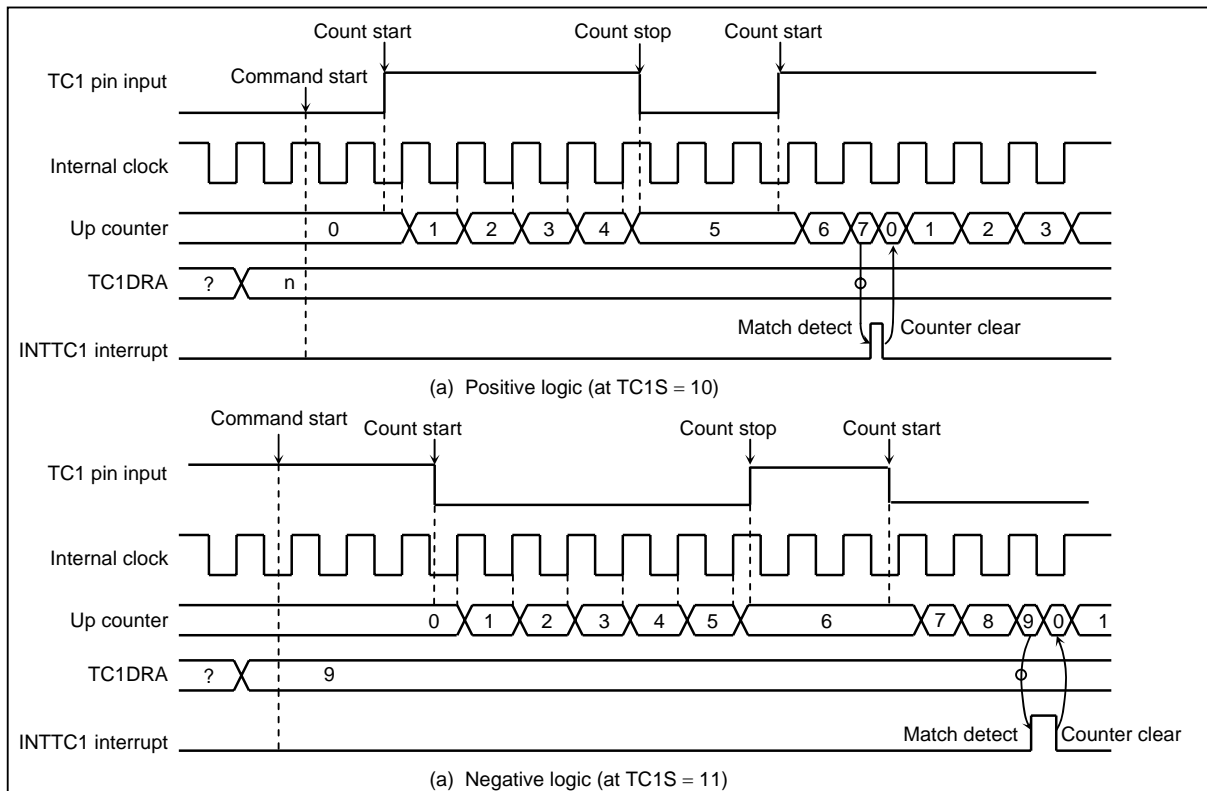 Count start Count stop Count start
TC1 pin input
Command start
Internal clock
Up counter 0 1 2 3 4 5 6 7 0 1 2 3
TC1DRA ? n
Match detect Counter clear
INTTC1 interrupt
(a) Positive logic (at TC1S = 10)
Command start Count start Count stop Count start
TC1 pin input
Internal clock
Up counter 0 1 2 3 4 5 6 7 8 9 0 1
TC1DRA ? 9
INTTC1 interrupt Match detect Counter clear
(a) Negative logic (at TC1S = 11)